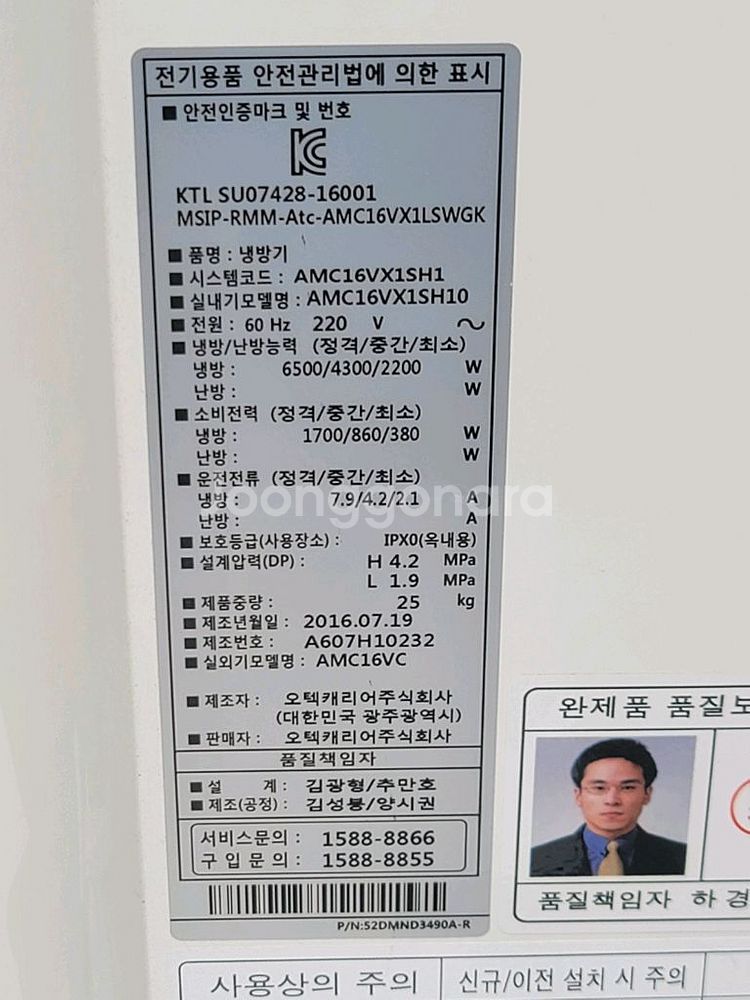 전기용품 안전관리법에 의한 표시
■ 안전인증마크 및 번호
KTL SU07428-16001
MSIP-RMM-Atc-AMC16VX1LSWGK
■ 품명 : 냉방기
■ 시스템코드 : AMC16VX1SH1
■ 실내기모델명 : AMC16VX1SH10
■ 전원 : 60 Hz 220 V ～
■ 냉방/난방능력 (정격/중간/최소)
냉방 : 6500/4300/2200 W
난방 : W
■ 소비전력 (정격/중간/최소)
냉방 : 1700/860/380 W
난방 : W
■ 운전전류 (정격/중간/최소)
냉방 : 7.9/4.2/2.1 A
joonggonara
난방 : A
■ 보호등급(사용장소) : IPX0(옥내용)
■ 설계압력(DP) : H 4.2 MPa
L 1.9 MPa
■ 제품중량 : 25 kg
■ 제조년월일 : 2016.07.19
■ 제조번호 : A607H10232
■ 실외기모델명 : AMC16VC
■ 제조자 : 오텍캐리어주식회사
(대한민국 광주광역시)
■ 판매자 : 오텍캐리어주식회사
품질책임자
■ 설 계 : 김광형/추만호
■ 제조(공정) : 김성봉/양시권
서비스문의 : 1588-8866
구입문의 : 1588-8855
P/N:52DMND3490A-R
완제품 품질보
품질책임자 하 경
사용상의 주의
신규/이전 설치 시 주의